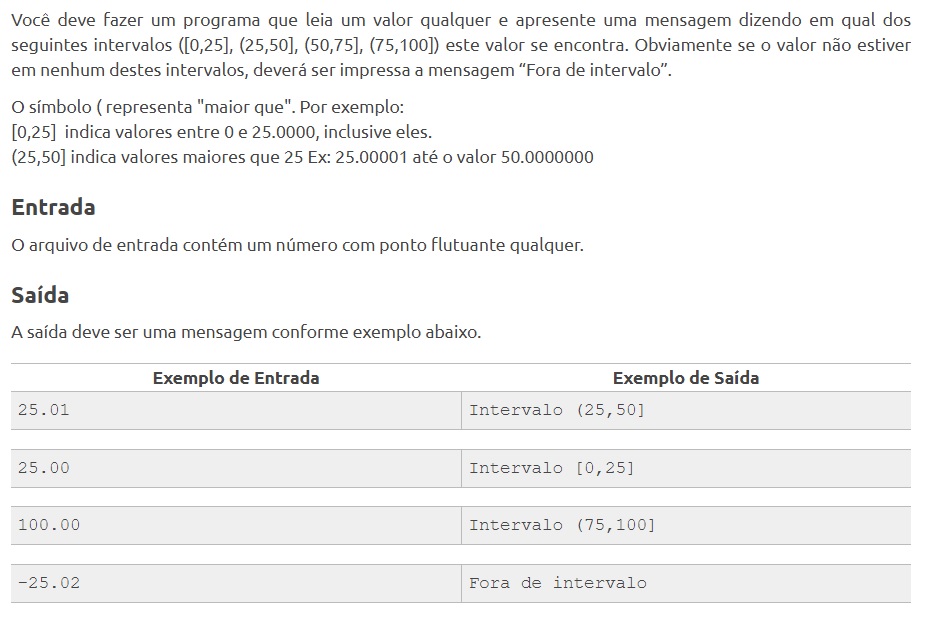 Você deve fazer um programa que leia um valor qualquer e apresente uma mensagem dizendo em qual dos
seguintes intervalos ([0,25], (25,50], (50,75], (75,100]) este valor se encontra. Obviamente se o valor não estiver
em nenhum destes intervalos, deverá ser impressa a mensagem “Fora de intervalo”.
O símbolo ( representa "maior que". Por exemplo:
[0,25]  indica valores entre 0 e 25.0000, inclusive eles.
(25,50] indica valores maiores que 25 Ex: 25.00001 até o valor 50.0000000
Entrada
O arquivo de entrada contém um número com ponto flutuante qualquer.
Saída
A saída deve ser uma mensagem conforme exemplo abaixo.
Exemplo de Entrada Exemplo de Saída
25.01 Intervalo (25,50]
25.00 Intervalo [0,25]
100.00 Intervalo (75,100]
-25.02 Fora de intervalo